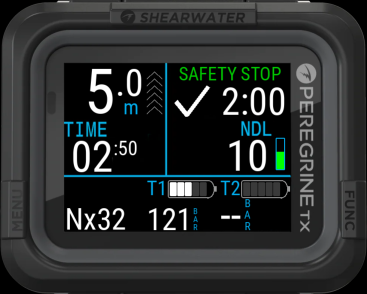 SHEARWATER
5.0 m
SAFETY STOP
2:00
TIME
02:50
NDL
10
T1 T2
Nx32 121 BAR -- BAR
PEREGRINE TX
MENU
FUNC